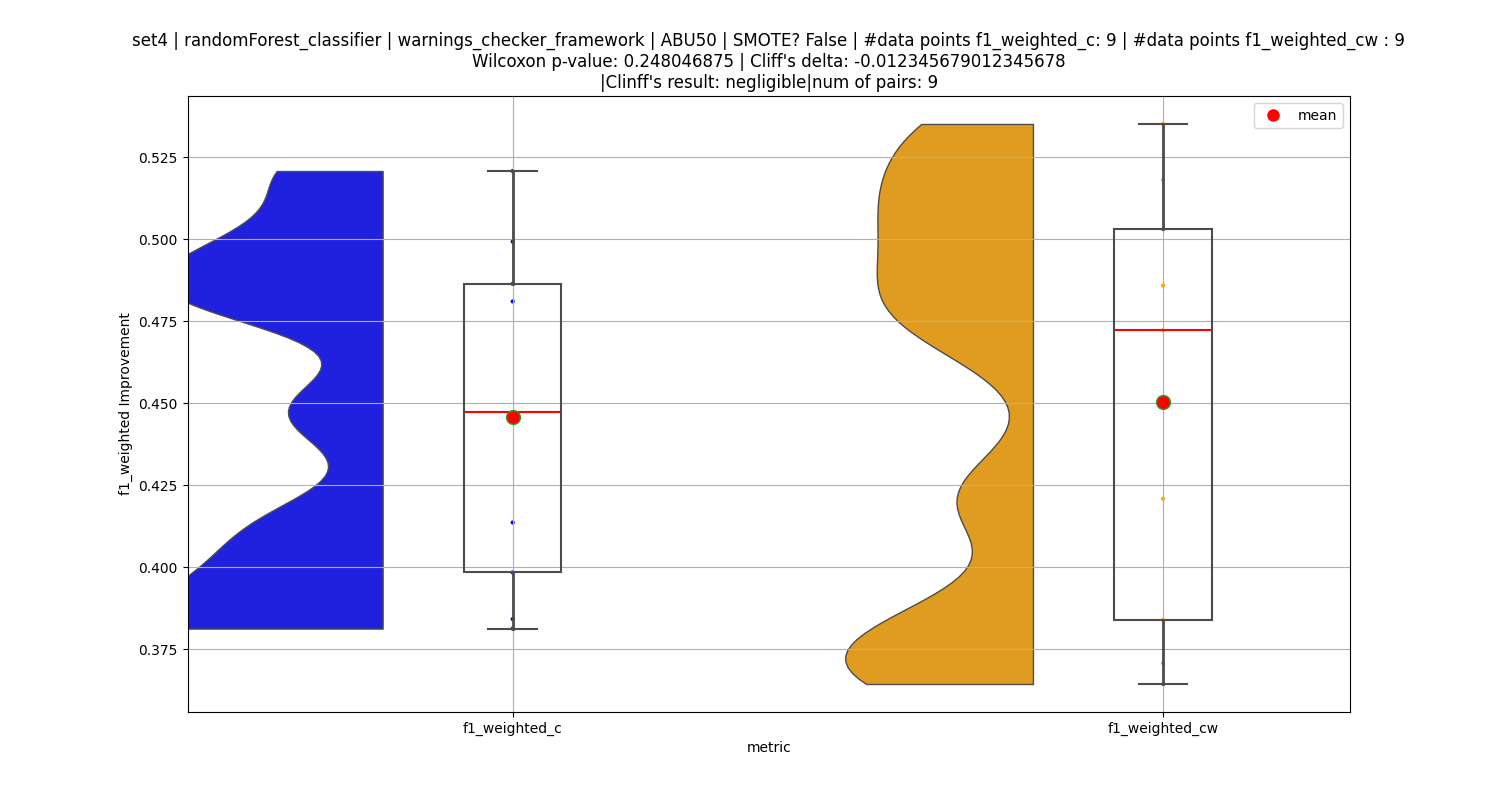 set4 | randomForest_classifier | warnings_checker_framework | ABU50 | SMOTE? False | #data points f1_weighted_c: 9 | #data points f1_weighted_cw : 9
Wilcoxon p-value: 0.248046875 | Cliff's delta: -0.012345679012345678
|Clinff's result: negligible|num of pairs: 9
mean
0.525
0.500
0.475
0.450
0.425
0.400
0.375
f1_weighted Improvement
f1_weighted_c
f1_weighted_cw
metric